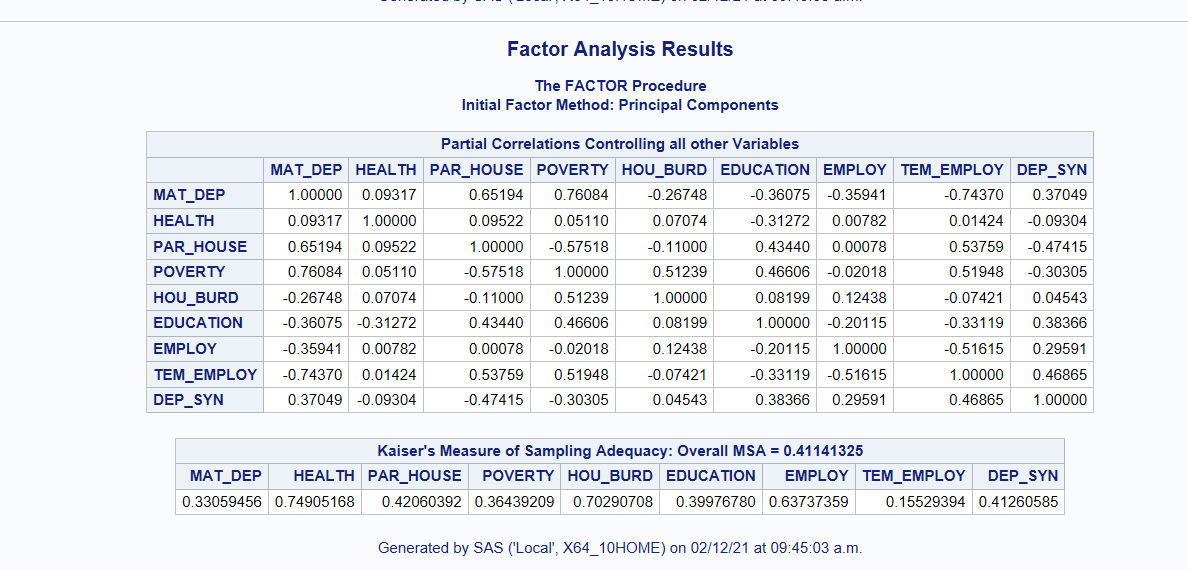 Factor Analysis Results
The FACTOR Procedure
Initial Factor Method: Principal Components
Partial Correlations Controlling all other Variables
MAT_DEP HEALTH PAR_HOUSE POVERTY HOU_BURD EDUCATION EMPLOY TEM_EMPLOY DEP_SYN
MAT_DEP 1.00000 0.09317 0.65194 0.76084 -0.26748 -0.36075 -0.35941 -0.74370 0.37049
HEALTH 0.09317 1.00000 0.09522 0.05110 0.07074 -0.31272 0.00782 0.01424 -0.09304
PAR_HOUSE 0.65194 0.09522 1.00000 -0.57518 -0.11000 0.43440 0.00078 0.53759 -0.47415
POVERTY 0.76084 0.05110 -0.57518 1.00000 0.51239 0.46606 -0.02018 0.51948 -0.30305
HOU_BURD -0.26748 0.07074 -0.11000 0.51239 1.00000 0.08199 0.12438 -0.07421 0.04543
EDUCATION -0.36075 -0.31272 0.43440 0.46606 0.08199 1.00000 -0.20115 -0.33119 0.38366
EMPLOY -0.35941 0.00782 0.00078 -0.02018 0.12438 -0.20115 1.00000 -0.51615 0.29591
TEM_EMPLOY -0.74370 0.01424 0.53759 0.51948 -0.07421 -0.33119 -0.51615 1.00000 0.46865
DEP_SYN 0.37049 -0.09304 -0.47415 -0.30305 0.04543 0.38366 0.29591 0.46865 1.00000
Kaiser's Measure of Sampling Adequacy: Overall MSA = 0.41141325
MAT_DEP HEALTH PAR_HOUSE POVERTY HOU_BURD EDUCATION EMPLOY TEM_EMPLOY DEP_SYN
0.33059456 0.74905168 0.42060392 0.36439209 0.70290708 0.39976780 0.63737359 0.15529394 0.41260585
Generated by SAS ('Local', X64_10HOME) on 02/12/21 at 09:45:03 a.m.